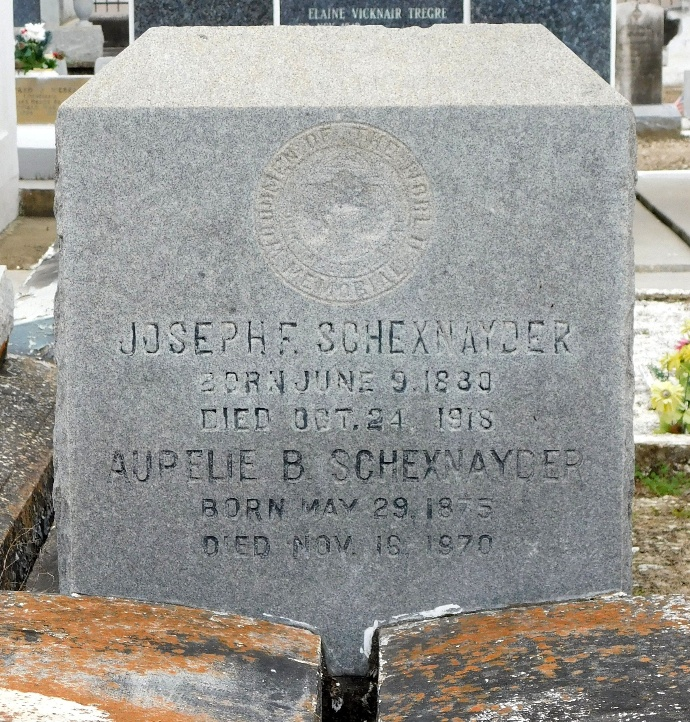 ELAINE VICKNAIR TREGRE
WOODMEN OF THE WORLD
MEMORIAL
JOSEPH F. SCHEXNAYDER
BORN JUNE 9, 1880
DIED OCT. 24, 1918
AURELIE B. SCHEXNAYDER
BORN MAY 29, 1875
DIED NOV. 16, 1970